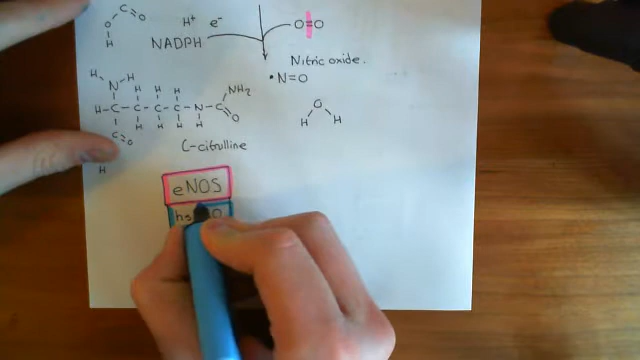 C O
O
H
H⁺ e⁻
NADPH
O=O
Nitric oxide.
•N=O
H N H
H H H NH₂
H-C-C-C-C-N-C
H H H H O
C O
H
O
H H
C-citrulline
eNOS